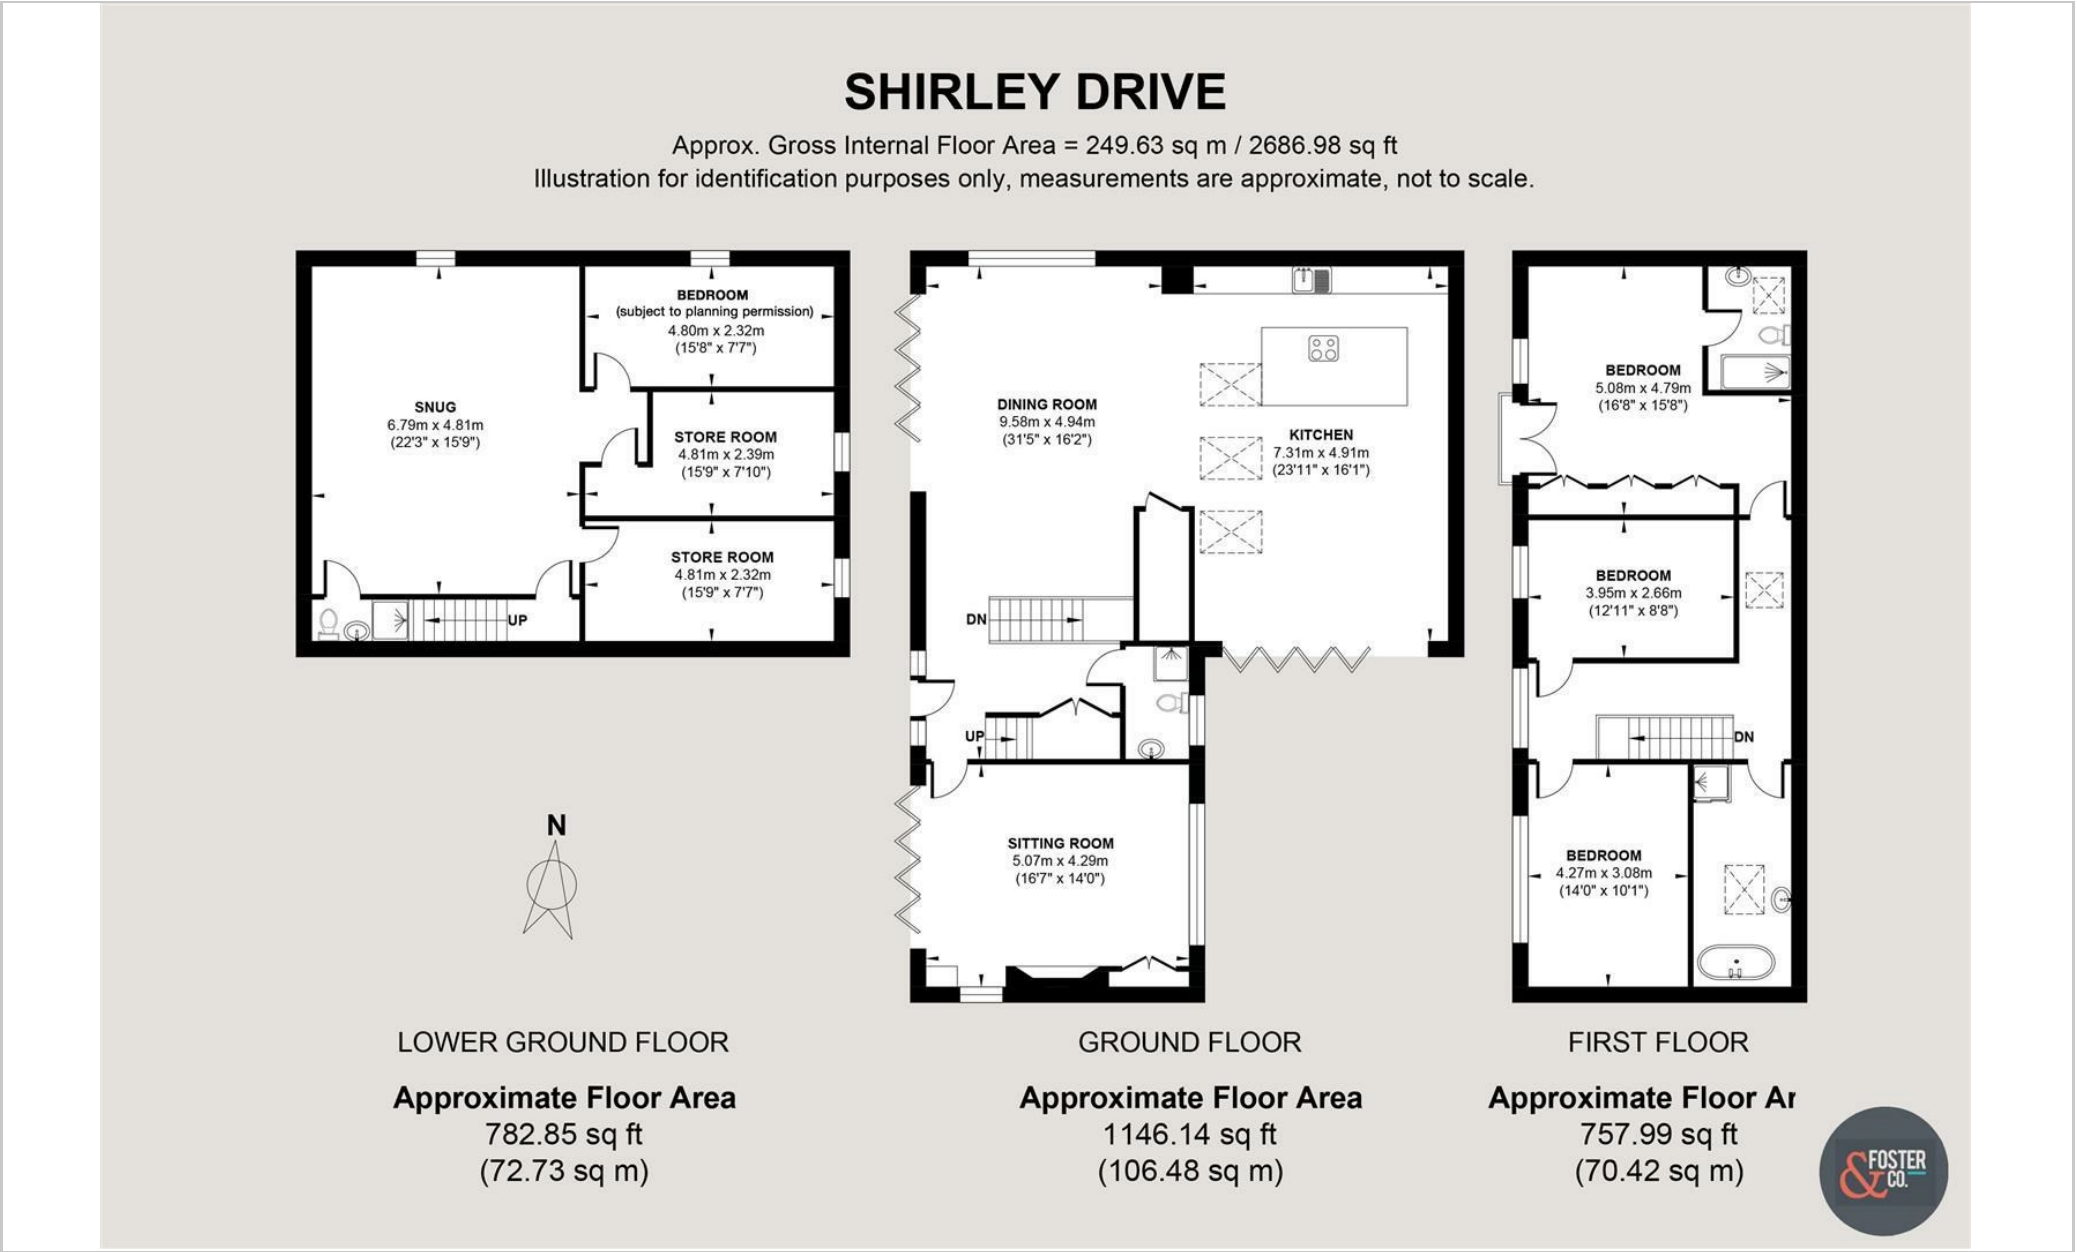 SHIRLEY DRIVE
Approx. Gross Internal Floor Area = 249.63 sq m / 2686.98 sq ft
Illustration for identification purposes only, measurements are approximate, not to scale.
SNUG
6.79m x 4.81m
(22'3" x 15'9")
BEDROOM
(subject to planning permission)
4.80m x 2.32m
(15'8" x 7'7")
STORE ROOM
4.81m x 2.39m
(15'9" x 7'10")
STORE ROOM
4.81m x 2.32m
(15'9" x 7'7")
UP
N
LOWER GROUND FLOOR
Approximate Floor Area
782.85 sq ft
(72.73 sq m)
DINING ROOM
9.58m x 4.94m
(31'5" x 16'2")
KITCHEN
7.31m x 4.91m
(23'11" x 16'1")
DN
UP
SITTING ROOM
5.07m x 4.29m
(16'7" x 14'0")
GROUND FLOOR
Approximate Floor Area
1146.14 sq ft
(106.48 sq m)
BEDROOM
5.08m x 4.79m
(16'8" x 15'8")
BEDROOM
3.95m x 2.66m
(12'11" x 8'8")
DN
BEDROOM
4.27m x 3.08m
(14'0" x 10'1")
FIRST FLOOR
Approximate Floor Ar
757.99 sq ft
(70.42 sq m)
& FOSTER
CO.